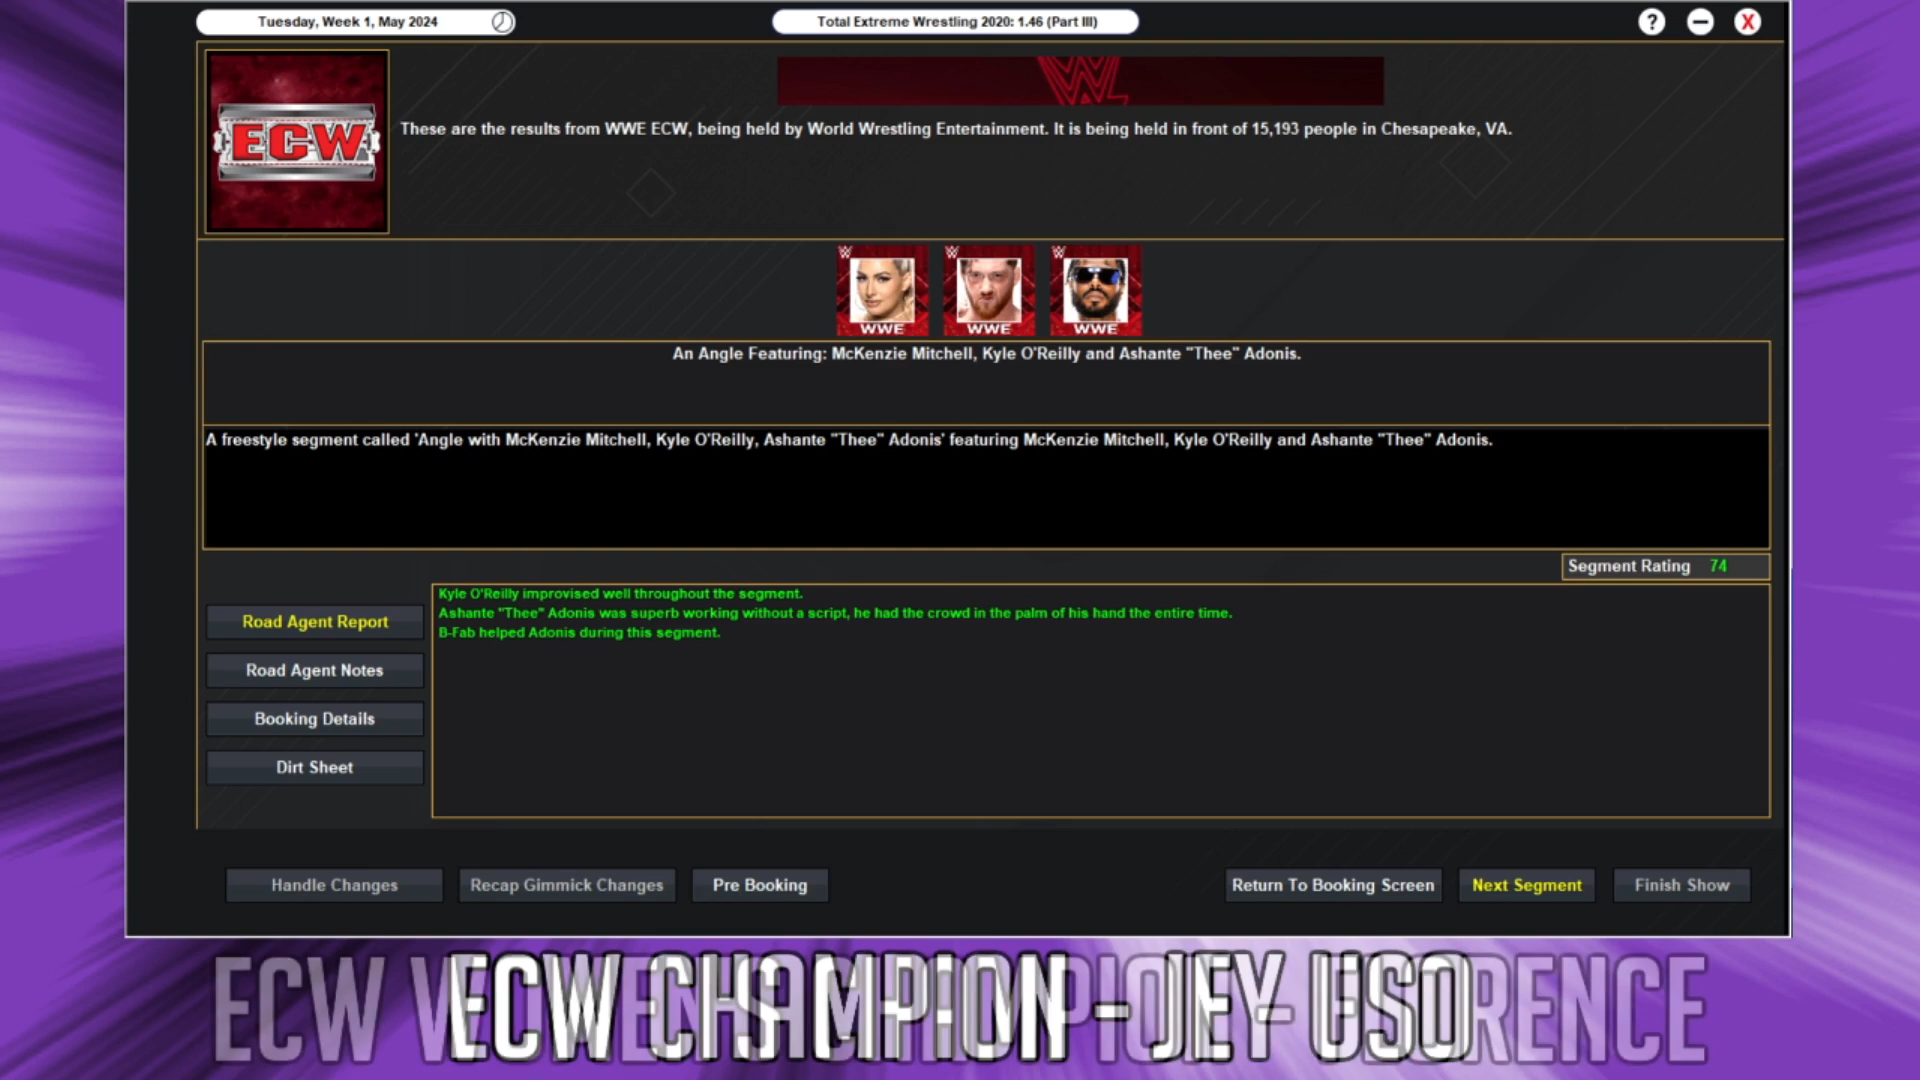 Tuesday, Week 1, May 2024
Total Extreme Wrestling 2020: 1.46 (Part III)
?
X
ECW
These are the results from WWE ECW, being held by World Wrestling Entertainment. It is being held in front of 15,193 people in Chesapeake, VA.
WWE WWE WWE
An Angle Featuring: McKenzie Mitchell, Kyle O'Reilly and Ashante "Thee" Adonis.
A freestyle segment called 'Angle with McKenzie Mitchell, Kyle O'Reilly, Ashante "Thee" Adonis' featuring McKenzie Mitchell, Kyle O'Reilly and Ashante "Thee" Adonis.
Segment Rating 74
Road Agent Report
Road Agent Notes
Booking Details
Dirt Sheet
Kyle O'Reilly improvised well throughout the segment.
Ashante "Thee" Adonis was superb working without a script, he had the crowd in the palm of his hand the entire time.
B-Fab helped Adonis during this segment.
Handle Changes
Recap Gimmick Changes
Pre Booking
Return To Booking Screen
Next Segment
Finish Show
ECW CHAMPION - JEY USO